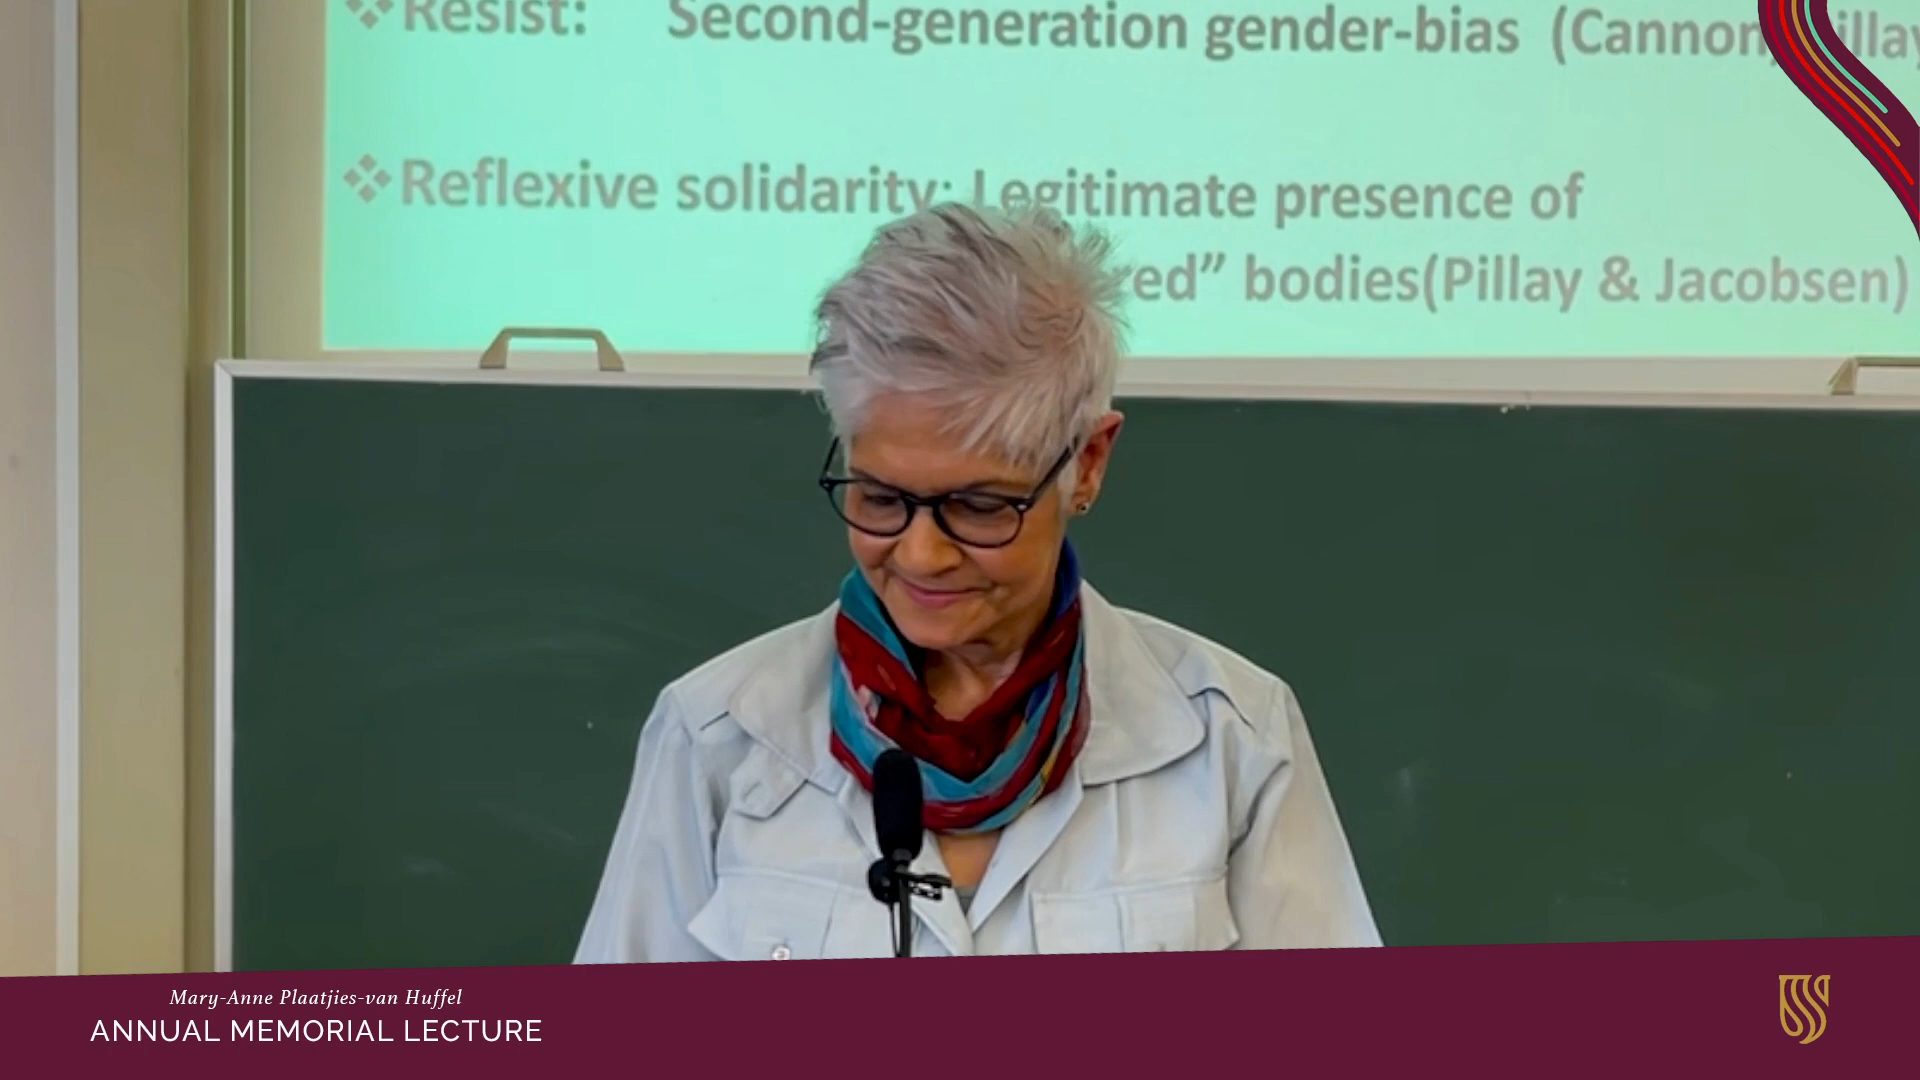 ❖Resist: Second-generation gender-bias (Cannon,
❖Reflexive solidarity: Legitimate presence of
bodies(Pillay & Jacobsen)
Mary-Anne Plaatjies-van Huffel
ANNUAL MEMORIAL LECTURE